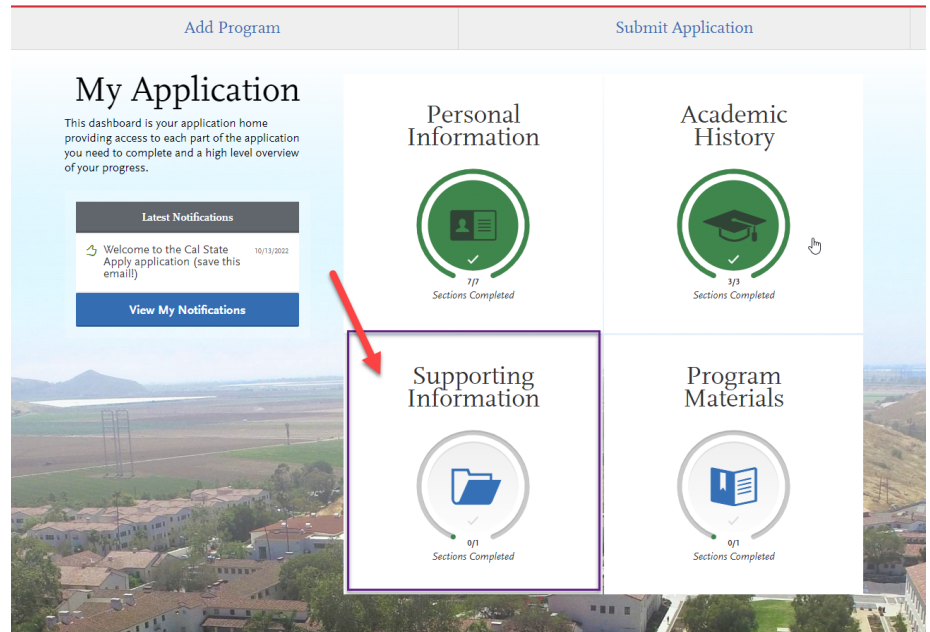 Add Program
Submit Application
My Application
This dashboard is your application home
providing access to each part of the application
you need to complete and a high level overview
of your progress.
Latest Notifications
Welcome to the Cal State
10/13/2022
Apply application (save this
email!)
View My Notifications
Personal
Information
7/7
Sections Completed
Academic
History
3/3
Sections Completed
Supporting
Information
0/1
Sections Completed
Program
Materials
0/1
Sections Completed